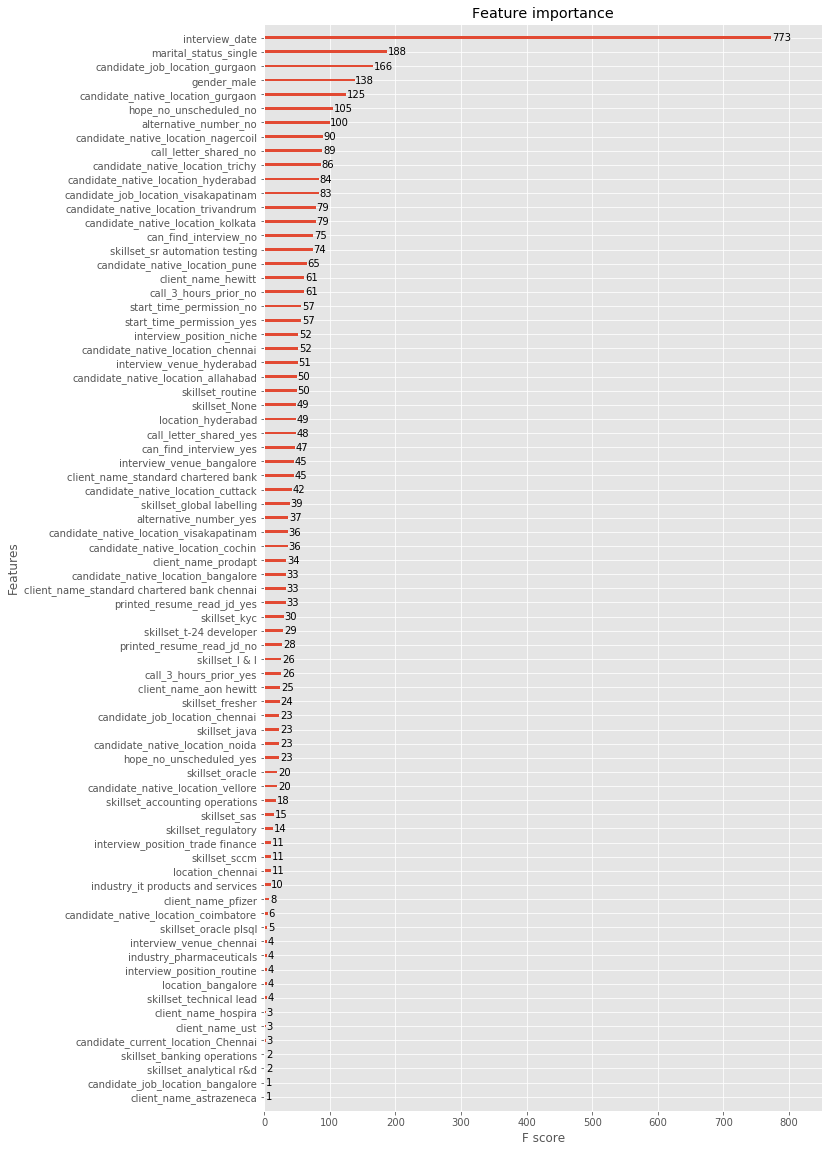 Feature importance
interview_date 773
marital_status_single 188
candidate_job_location_gurgaon 166
gender_male 138
candidate_native_location_gurgaon 125
hope_no_unscheduled_no 105
alternative_number_no 100
candidate_native_location_nagercoil 90
call_letter_shared_no 89
candidate_native_location_trichy 86
candidate_native_location_hyderabad 84
candidate_job_location_visakapatinam 83
candidate_native_location_trivandrum 79
candidate_native_location_kolkata 79
can_find_interview_no 75
skillset_sr automation testing 74
candidate_native_location_pune 65
client_name_hewitt 61
call_3_hours_prior_no 61
start_time_permission_no 57
start_time_permission_yes 57
interview_position_niche 52
candidate_native_location_chennai 52
interview_venue_hyderabad 51
candidate_native_location_allahabad 50
skillset_routine 50
skillset_None 49
location_hyderabad 49
call_letter_shared_yes 48
can_find_interview_yes 47
interview_venue_bangalore 45
client_name_standard chartered bank 45
candidate_native_location_cuttack 42
skillset_global labelling 39
alternative_number_yes 37
candidate_native_location_visakapatinam 36
candidate_native_location_cochin 36
client_name_prodapt 34
candidate_native_location_bangalore 33
client_name_standard chartered bank chennai 33
printed_resume_read_jd_yes 33
skillset_kyc 30
skillset_t-24 developer 29
printed_resume_read_jd_no 28
skillset_l & l 26
call_3_hours_prior_yes 26
client_name_aon hewitt 25
skillset_fresher 24
candidate_job_location_chennai 23
skillset_java 23
candidate_native_location_noida 23
hope_no_unscheduled_yes 23
skillset_oracle 20
candidate_native_location_vellore 20
skillset_accounting operations 18
skillset_sas 15
skillset_regulatory 14
interview_position_trade finance 11
skillset_sccm 11
location_chennai 11
industry_it products and services 10
client_name_pfizer 8
candidate_native_location_coimbatore 6
skillset_oracle plsql 5
interview_venue_chennai 4
industry_pharmaceuticals 4
interview_position_routine 4
location_bangalore 4
skillset_technical lead 4
client_name_hospira 3
client_name_ust 3
candidate_current_location_Chennai 3
skillset_banking operations 2
skillset_analytical r&d 2
candidate_job_location_bangalore 1
client_name_astrazeneca 1
Features
0 100 200 300 400 500 600 700 800
F score